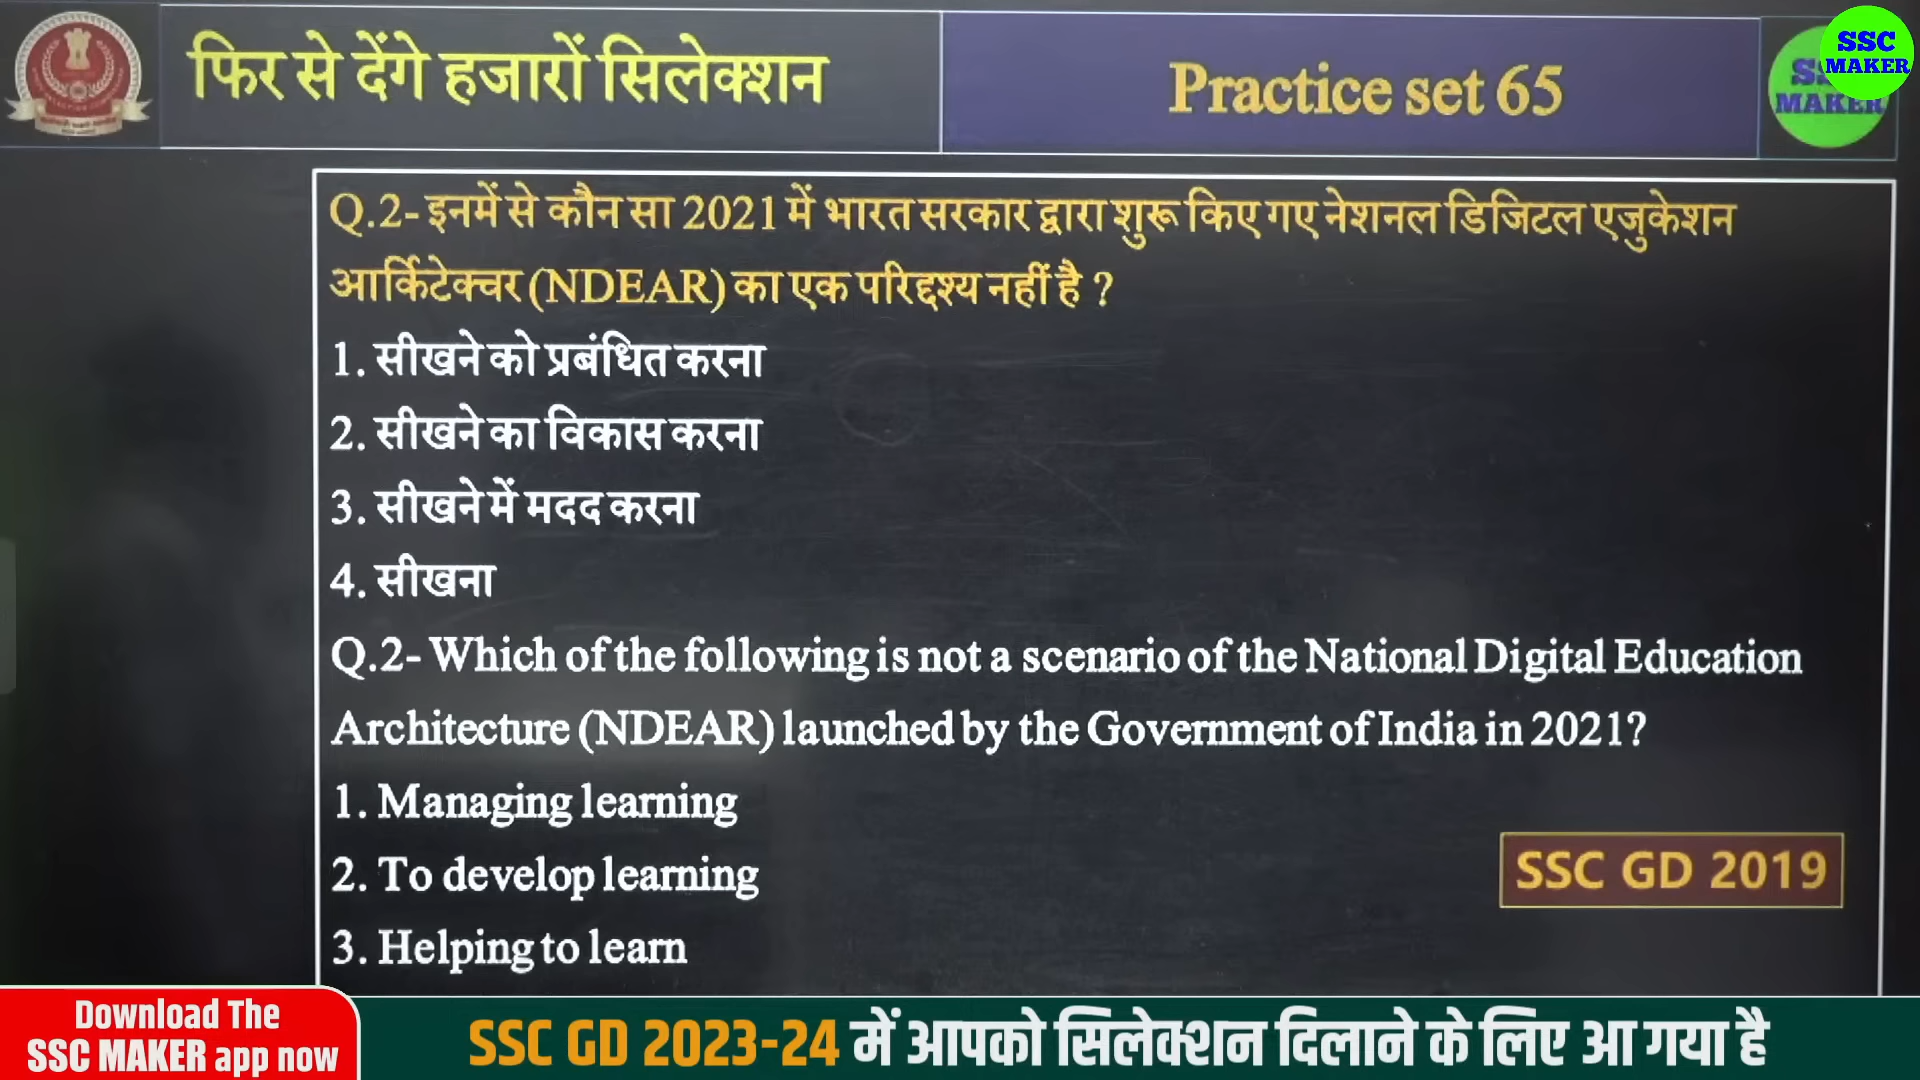 फिर से देंगे हजारों सिलेक्शन
Practice set 65
SSC
MAKER
MAKER
Q.2- इनमें से कौन सा 2021 में भारत सरकार द्वारा शुरू किए गए नेशनल डिजिटल एजुकेशन
आर्किटेक्चर (NDEAR) का एक परिद्दश्य नहीं है ?
1. सीखने को प्रबंधित करना
2. सीखने का विकास करना
3. सीखने में मदद करना
4. सीखना
Q.2- Which of the following is not a scenario of the National Digital Education
Architecture (NDEAR) launched by the Government of India in 2021?
1. Managing learning
2. To develop learning
SSC GD 2019
3. Helping to learn
Download The
SSC MAKER app now
SSC GD 2023-24 में आपको सिलेक्शन दिलाने के लिए आ गया है